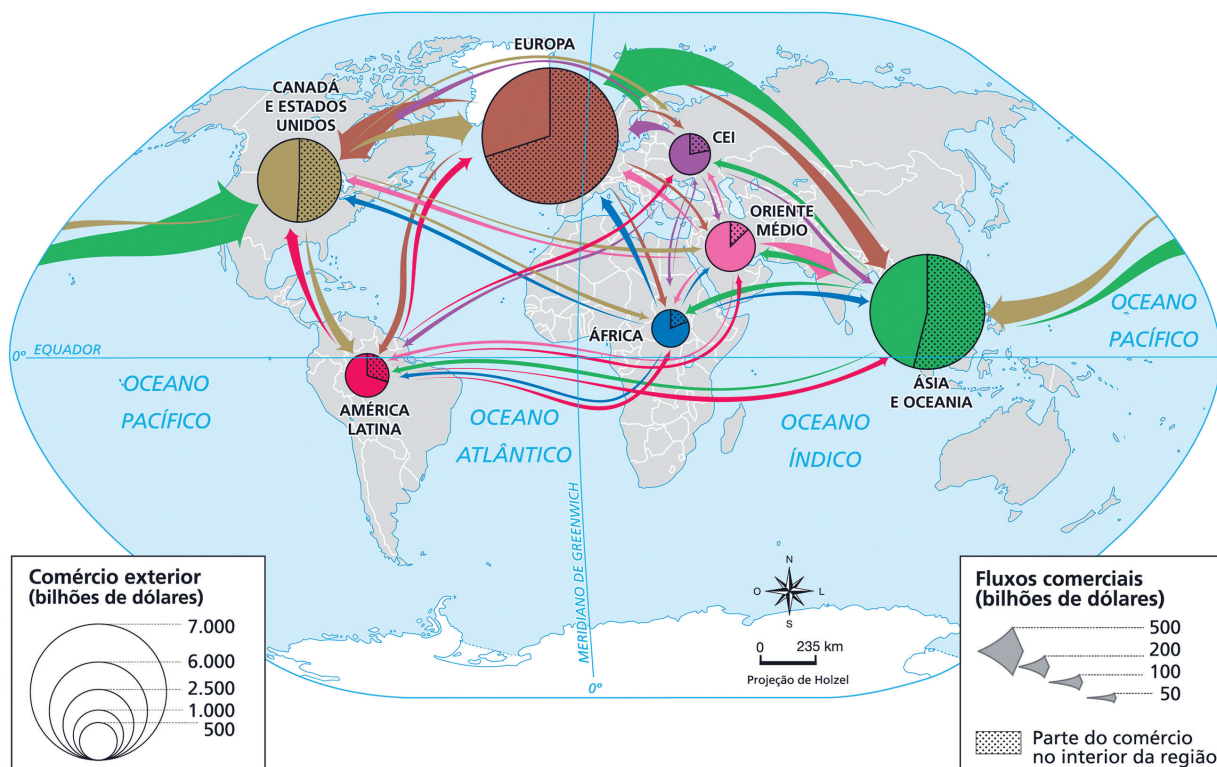 EUROPA
CANADÁ
E ESTADOS
UNIDOS
CEI
ORIENTE
MÉDIO
ÁFRICA
OCEANO
PACÍFICO
0º EQUADOR
OCEANO
PACÍFICO
AMÉRICA
LATINA
OCEANO
ATLÂNTICO
OCEANO
ÍNDICO
ÁSIA
E OCEANIA
MERIDIANO DE GREENWICH
0º
N
O
L
S
0 235 km
Projeção de Holzel
Comércio exterior
(bilhões de dólares)
7.000
6.000
2.500
1.000
500
Fluxos comerciais
(bilhões de dólares)
500
200
100
50
Parte do comércio
no interior da região